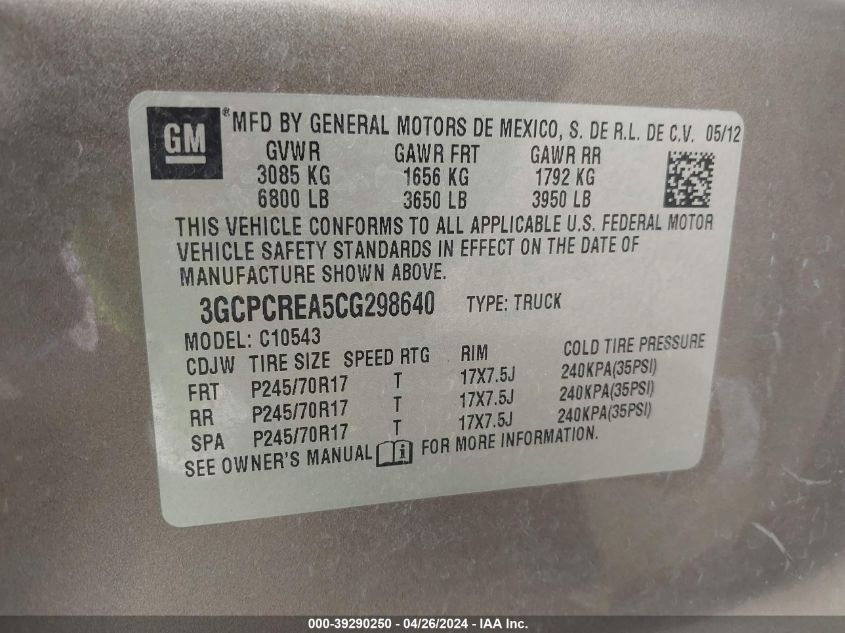 GM ® MFD BY GENERAL MOTORS DE MEXICO, S. DE R.L. DE C.V. 05/12
GVWR GAWR FRT GAWR RR
3085 KG 1656 KG 1792 KG
6800 LB 3650 LB 3950 LB
THIS VEHICLE CONFORMS TO ALL APPLICABLE U.S. FEDERAL MOTOR
VEHICLE SAFETY STANDARDS IN EFFECT ON THE DATE OF
MANUFACTURE SHOWN ABOVE.
3GCPCREA5CG298640 TYPE: TRUCK
MODEL: C10543
CDJW TIRE SIZE SPEED RTG RIM COLD TIRE PRESSURE
FRT P245/70R17 T 17X7.5J 240KPA(35PSI)
RR P245/70R17 T 17X7.5J 240KPA(35PSI)
SPA P245/70R17 T 17X7.5J 240KPA(35PSI)
SEE OWNER'S MANUAL i FOR MORE INFORMATION.
000-39290250 - 04/26/2024 - IAA Inc.